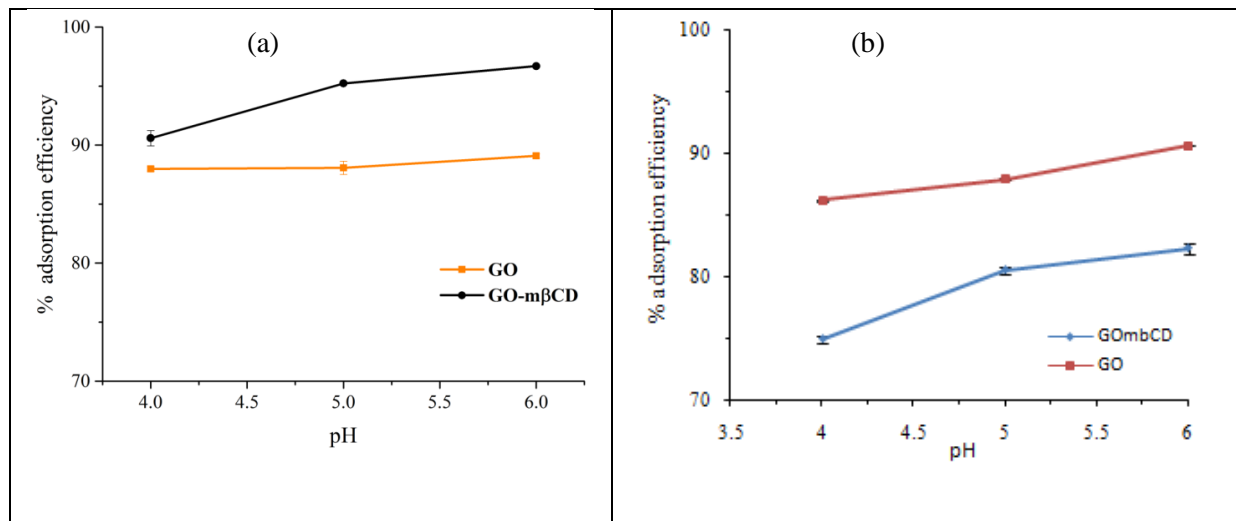 (a)
% adsorption efficiency
100
90
80
70
GO
GO-mβCD
4.0 4.5 5.0 5.5 6.0
pH
(b)
% adsorption efficiency
100
90
80
70
GOmbCD
GO
3.5 4 4.5 5 5.5 6
pH